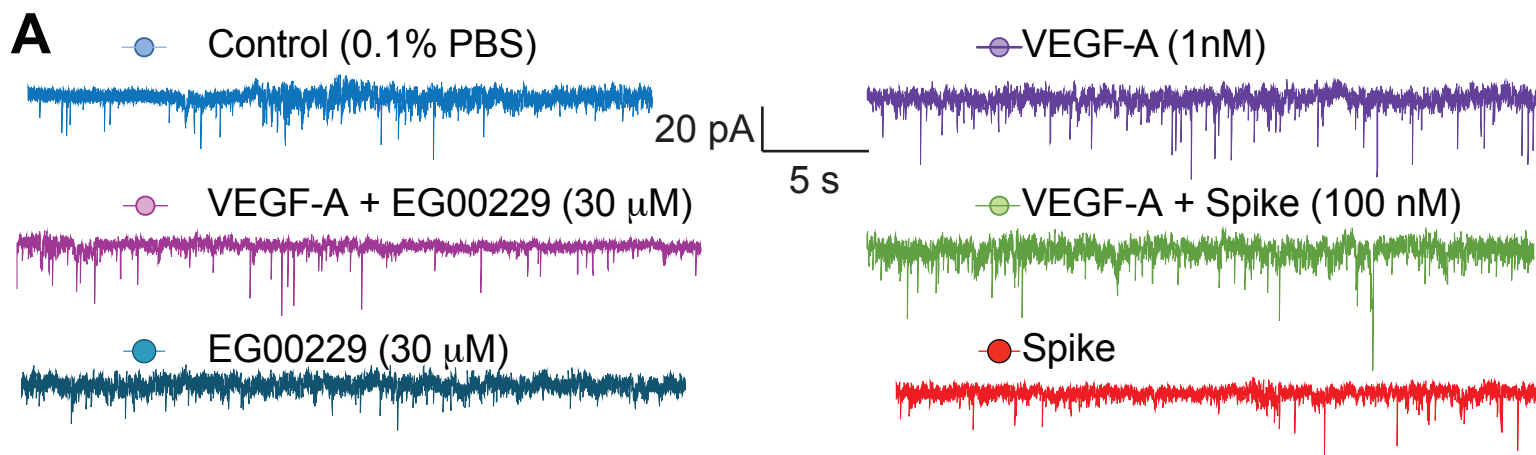 A
Control (0.1% PBS)
VEGF-A (1nM)
20 pA
5 s
VEGF-A + EG00229 (30 μM)
VEGF-A + Spike (100 nM)
EG00229 (30 μM)
Spike